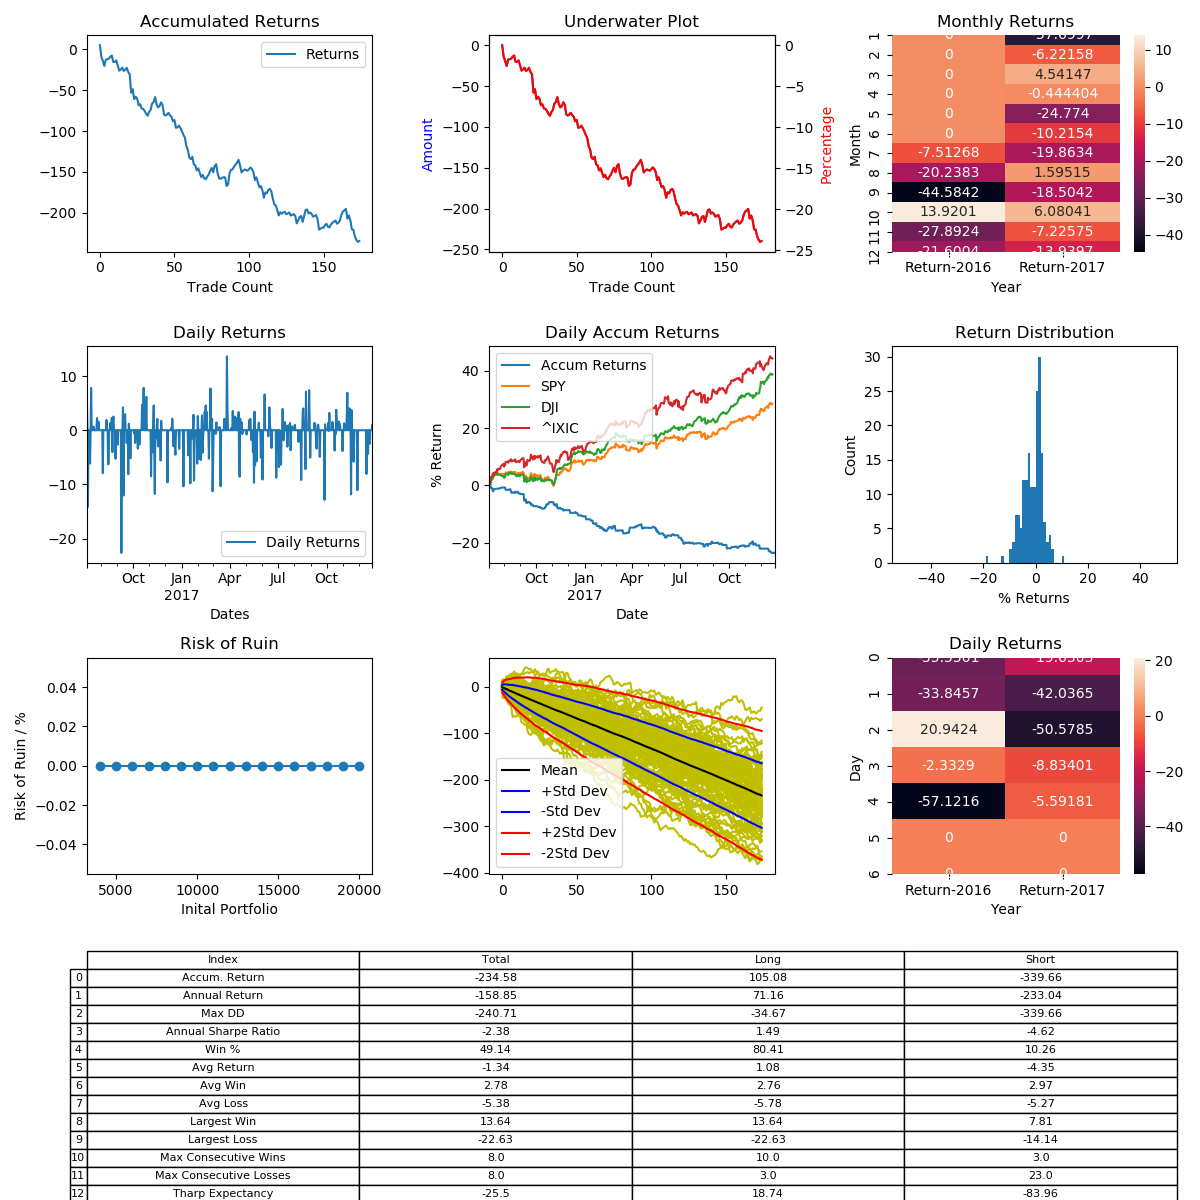 Accumulated Returns
0
−50
−100
−150
−200
Returns
0 50 100 150
Trade Count
Underwater Plot
Amount
0
−50
−100
−150
−200
−250
0
−5
−10
−15
−20
−25
Percentage
0 50 100 150
Trade Count
Monthly Returns
Month
1 0
2 0 -6.22158
3 0 4.54147
4 0 -0.444404
5 0 -24.774
6 0 -10.2154
7 -7.51268 -19.8634
8 -20.2383 1.59515
9 -44.5842 -18.5042
10 13.9201 6.08041
11 -27.8924 -7.22575
12 -21.6004 -13.9397
Return-2016 Return-2017
Year
10
0
−10
−20
−30
−40
Daily Returns
10
0
−10
−20
Daily Returns
Oct Jan Apr Jul Oct
2017
Dates
Daily Accum Returns
% Return
40
20
0
−20
Accum Returns
SPY
DJI
^IXIC
Oct Jan Apr Jul Oct
2017
Date
Return Distribution
Count
30
25
20
15
10
5
0
−40 −20 0 20 40
% Returns
Risk of Ruin
Risk of Ruin / %
0.04
0.02
0.00
−0.02
−0.04
5000 10000 15000 20000
Inital Portfolio
0
−100
−200
−300
−400
Mean
+Std Dev
-Std Dev
+2Std Dev
-2Std Dev
0 50 100 150
Daily Returns
Day
0
1 -33.8457 -42.0365
2 20.9424 -50.5785
3 -2.3329 -8.83401
4 -57.1216 -5.59181
5 0 0
6 0 0
Return-2016 Return-2017
Year
20
0
−20
−40
Index Total Long Short
0 Accum. Return -234.58 105.08 -339.66
1 Annual Return -158.85 71.16 -233.04
2 Max DD -240.71 -34.67 -339.66
3 Annual Sharpe Ratio -2.38 1.49 -4.62
4 Win % 49.14 80.41 10.26
5 Avg Return -1.34 1.08 -4.35
6 Avg Win 2.78 2.76 2.97
7 Avg Loss -5.38 -5.78 -5.27
8 Largest Win 13.64 13.64 7.81
9 Largest Loss -22.63 -22.63 -14.14
10 Max Consecutive Wins 8.0 10.0 3.0
11 Max Consecutive Losses 8.0 3.0 23.0
12 Tharp Expectancy -25.5 18.74 -83.96